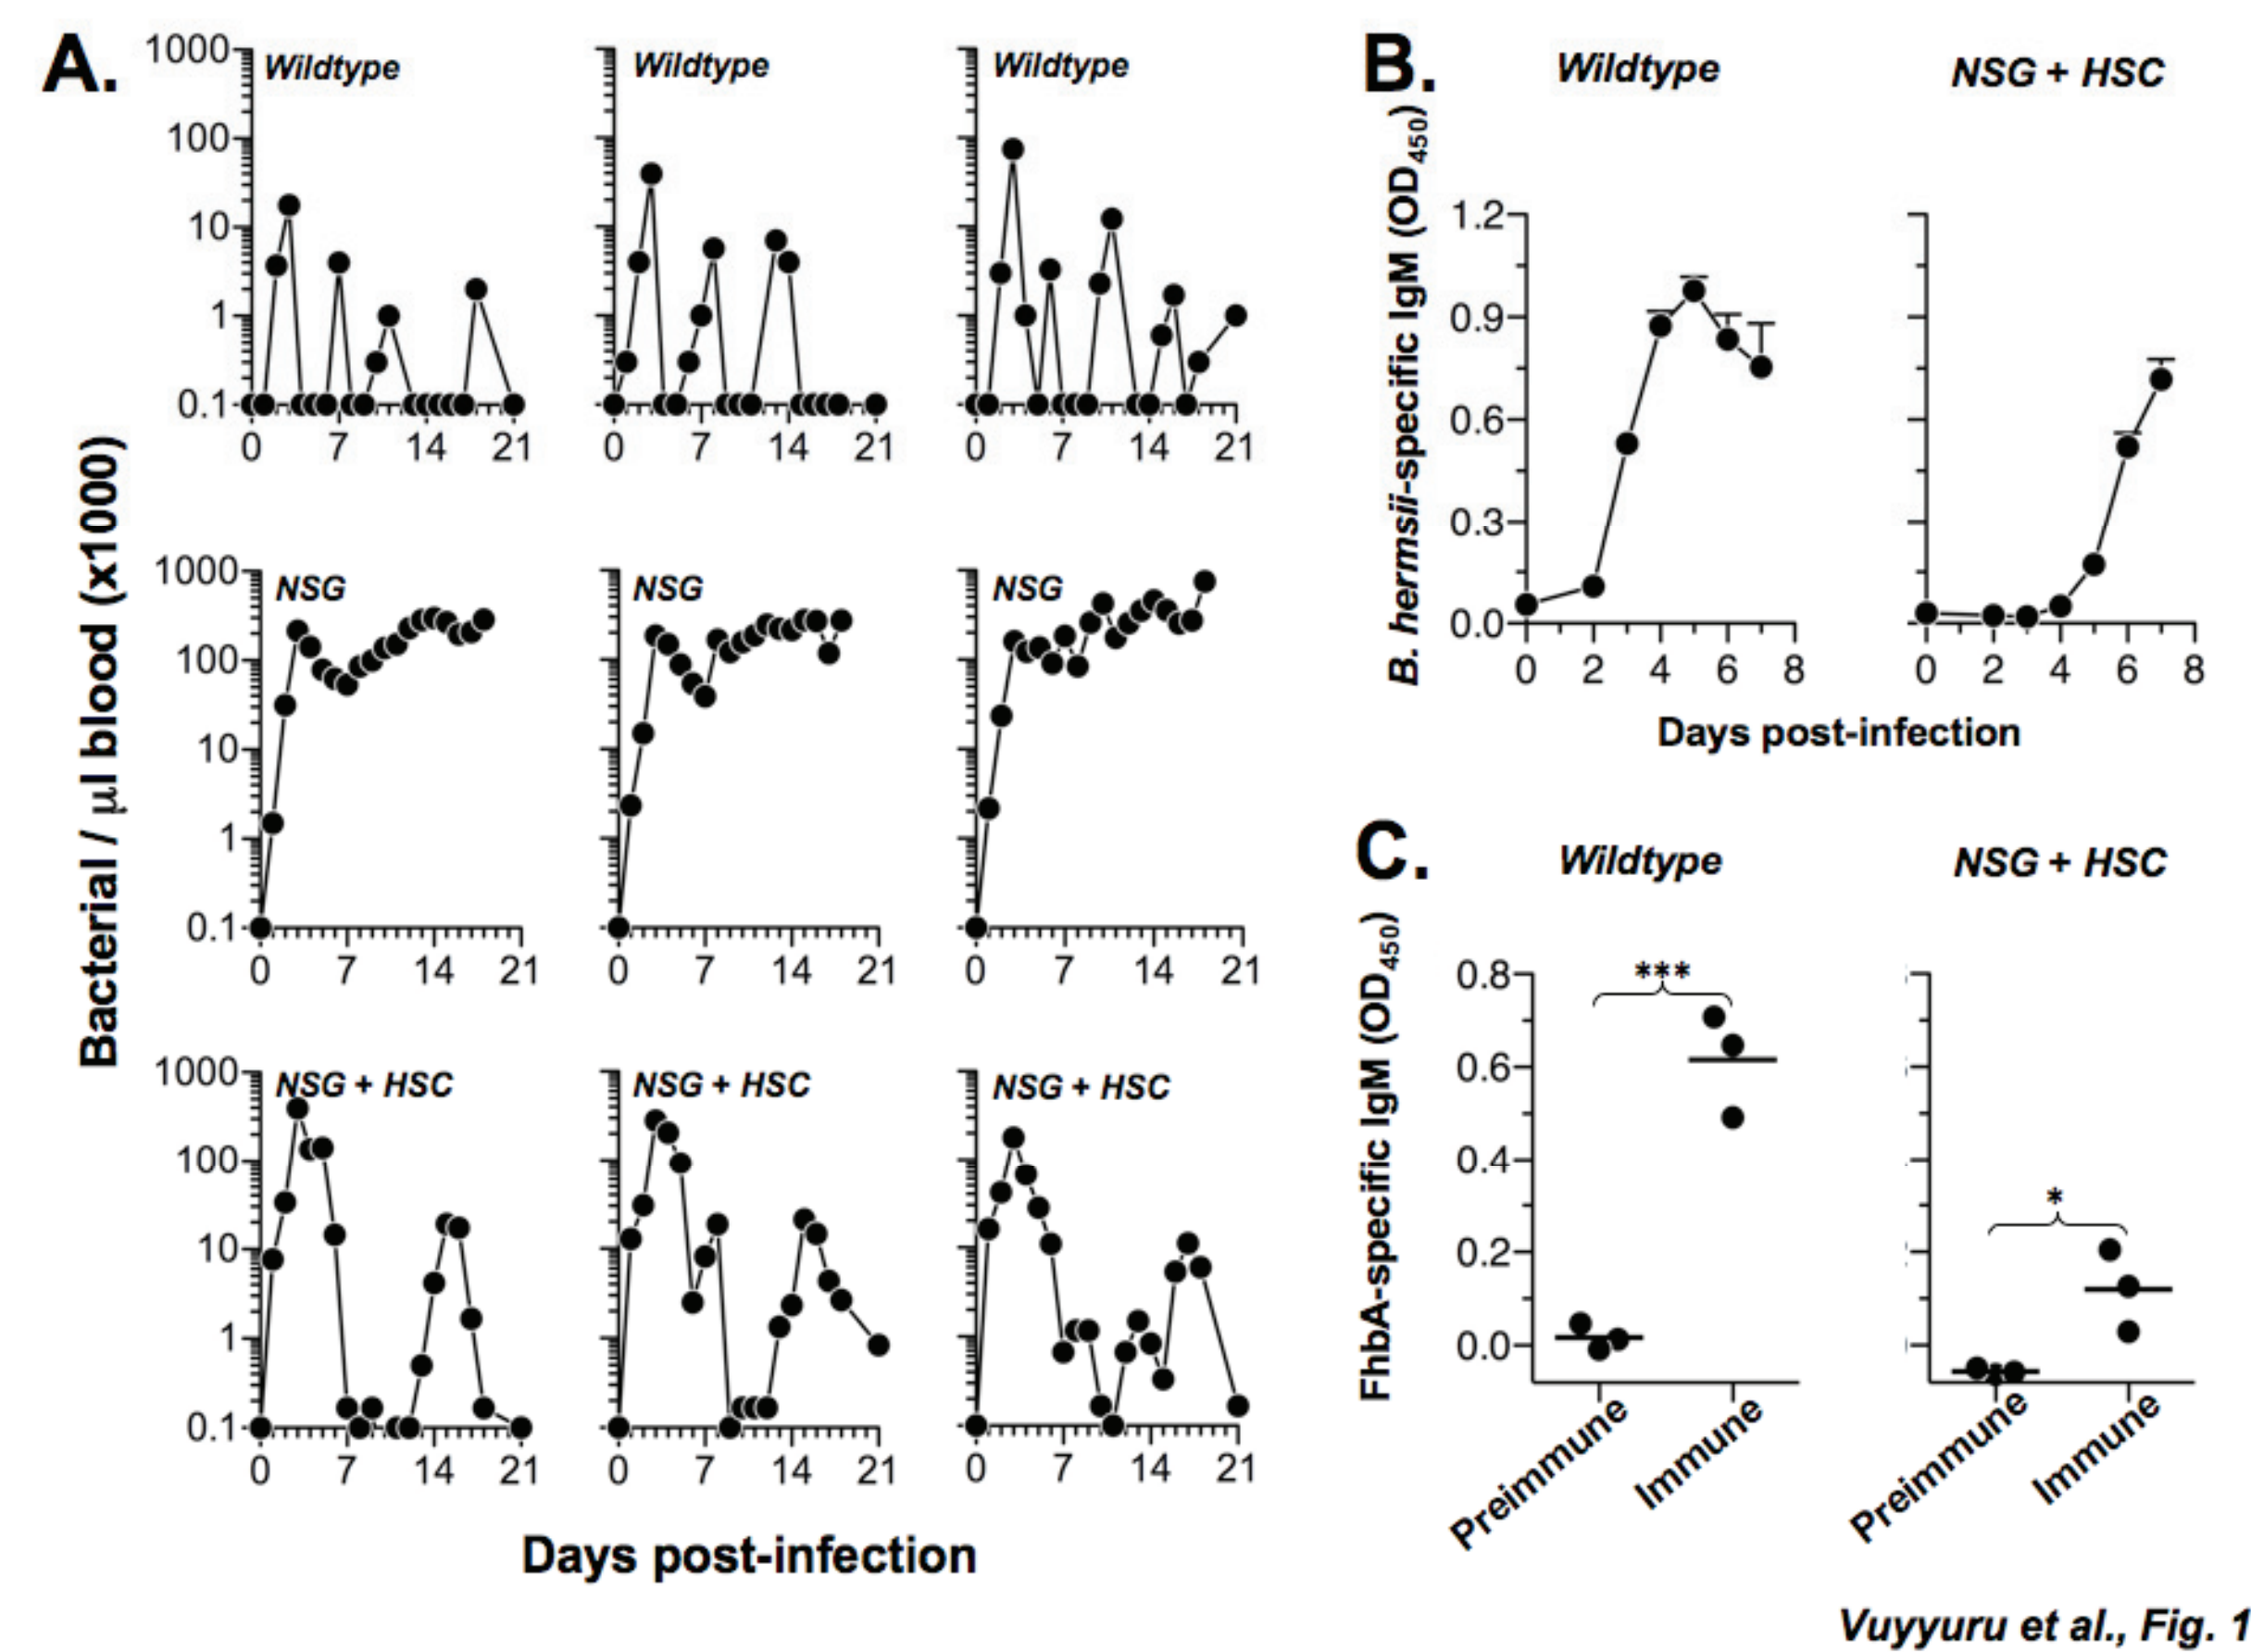 A.
Bacterial / µl blood (x1000)
Wildtype
Wildtype
Wildtype
1000
100
10
1
0.1
0 7 14 21
0 7 14 21
0 7 14 21
NSG
NSG
NSG
1000
100
10
1
0.1
0 7 14 21
0 7 14 21
0 7 14 21
NSG + HSC
NSG + HSC
NSG + HSC
1000
100
10
1
0.1
0 7 14 21
0 7 14 21
0 7 14 21
Days post-infection
B.
Wildtype
NSG + HSC
B. hermsii-specific IgM (OD450)
1.2
0.9
0.6
0.3
0.0
0 2 4 6 8
0 2 4 6 8
Days post-infection
C.
Wildtype
NSG + HSC
FhbA-specific IgM (OD450)
0.8
0.6
0.4
0.2
0.0
***
*
Preimmune
Immune
Preimmune
Immune
Vuyyuru et al., Fig. 1